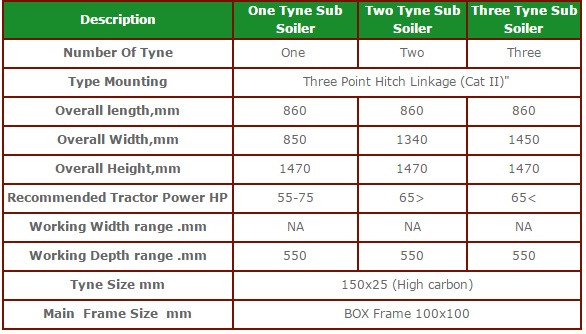 Description One Tyne Sub Soiler Two Tyne Sub Soiler Three Tyne Sub Soiler
Number Of Tyne One Two Three
Type Mounting Three Point Hitch Linkage (Cat II)"
Overall length,mm 860 860 860
Overall Width,mm 850 1340 1450
Overall Height,mm 1470 1470 1470
Recommended Tractor Power HP 55-75 65> 65<
Working Width range .mm NA NA NA
Working Depth range .mm 550 550 550
Tyne Size mm 150x25 (High carbon)
Main Frame Size mm BOX Frame 100x100